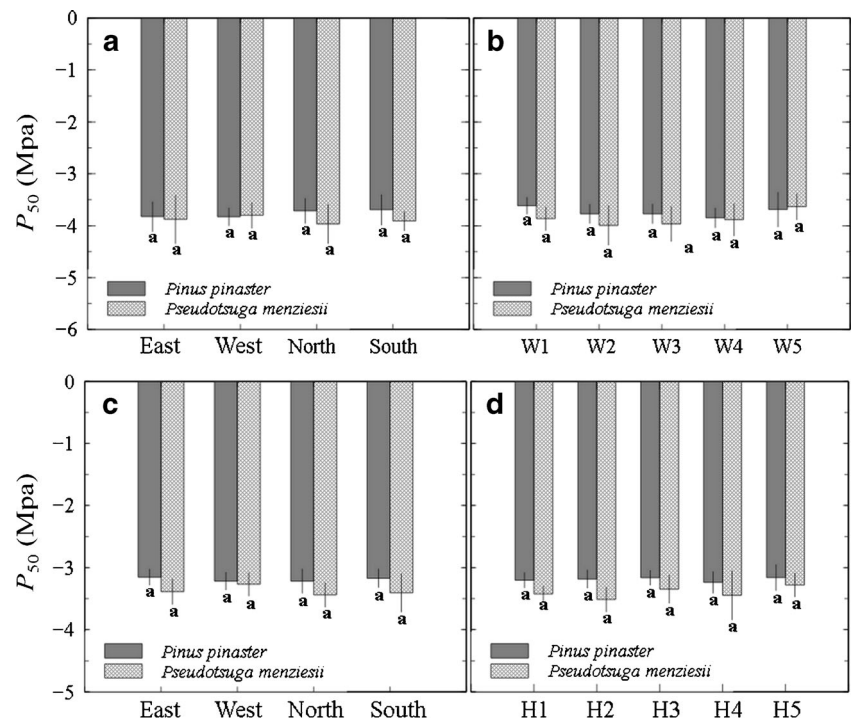 a
0
−1
−2
−3
−4
−5
−6
P50 (Mpa)
a a a a a a a a
Pinus pinaster
Pseudotsuga menziesii
East West North South
b
a a a a a a a a a a
Pinus pinaster
Pseudotsuga menziesii
W1 W2 W3 W4 W5
c
0
−1
−2
−3
−4
−5
P50 (Mpa)
a a a a a a a a
Pinus pinaster
Pseudotsuga menziesii
East West North South
d
a a a a a a a a a a
Pinus pinaster
Pseudotsuga menziesii
H1 H2 H3 H4 H5